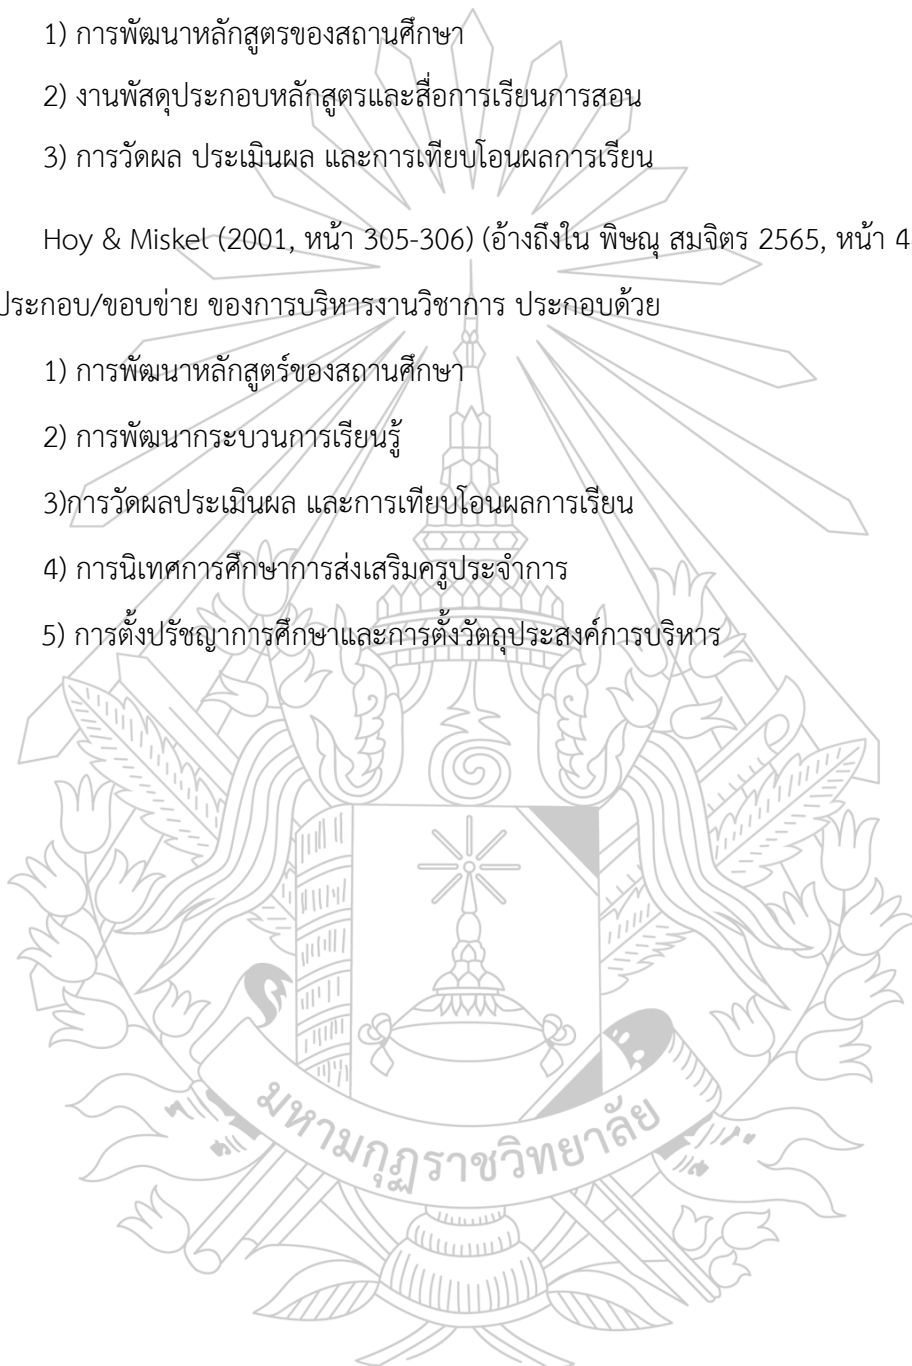 1) การพัฒนาหลักสูตรของสถานศึกษา
2) งานพัสดุประกอบหลักสูตรและสื่อการเรียนการสอน
3) การวัดผล ประเมินผล และการเทียบโอนผลการเรียน
Hoy & Miskel (2001, หน้า 305-306) (อ้างถึงใน พิษณุ สมจิตร 2565, หน้า 4
ประกอบ/ขอบข่าย ของการบริหารงานวิชาการ ประกอบด้วย
1) การพัฒนาหลักสูตร์ของสถานศึกษา
2) การพัฒนากระบวนการเรียนรู้
3)การวัดผลประเมินผล และการเทียบโอนผลการเรียน
4) การนิเทศการศึกษาการส่งเสริมครูประจำการ
5) การตั้งปรัชญาการศึกษาและการตั้งวัตถุประสงค์การบริหาร
มหามกุฏราชวิทยาลัย